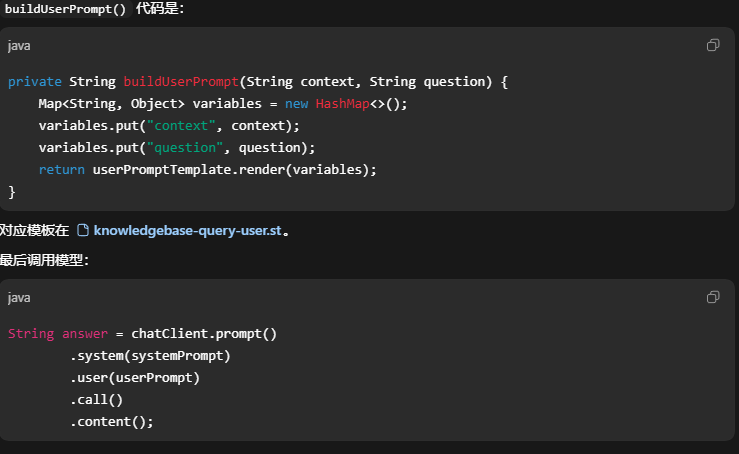 buildUserPrompt() 代码是：
java
private String buildUserPrompt(String context, String question) {
    Map<String, Object> variables = new HashMap<>();
    variables.put("context", context);
    variables.put("question", question);
    return userPromptTemplate.render(variables);
}
对应模板在 knowledgebase-query-user.st。
最后调用模型：
java
String answer = chatClient.prompt()
        .system(systemPrompt)
        .user(userPrompt)
        .call()
        .content();